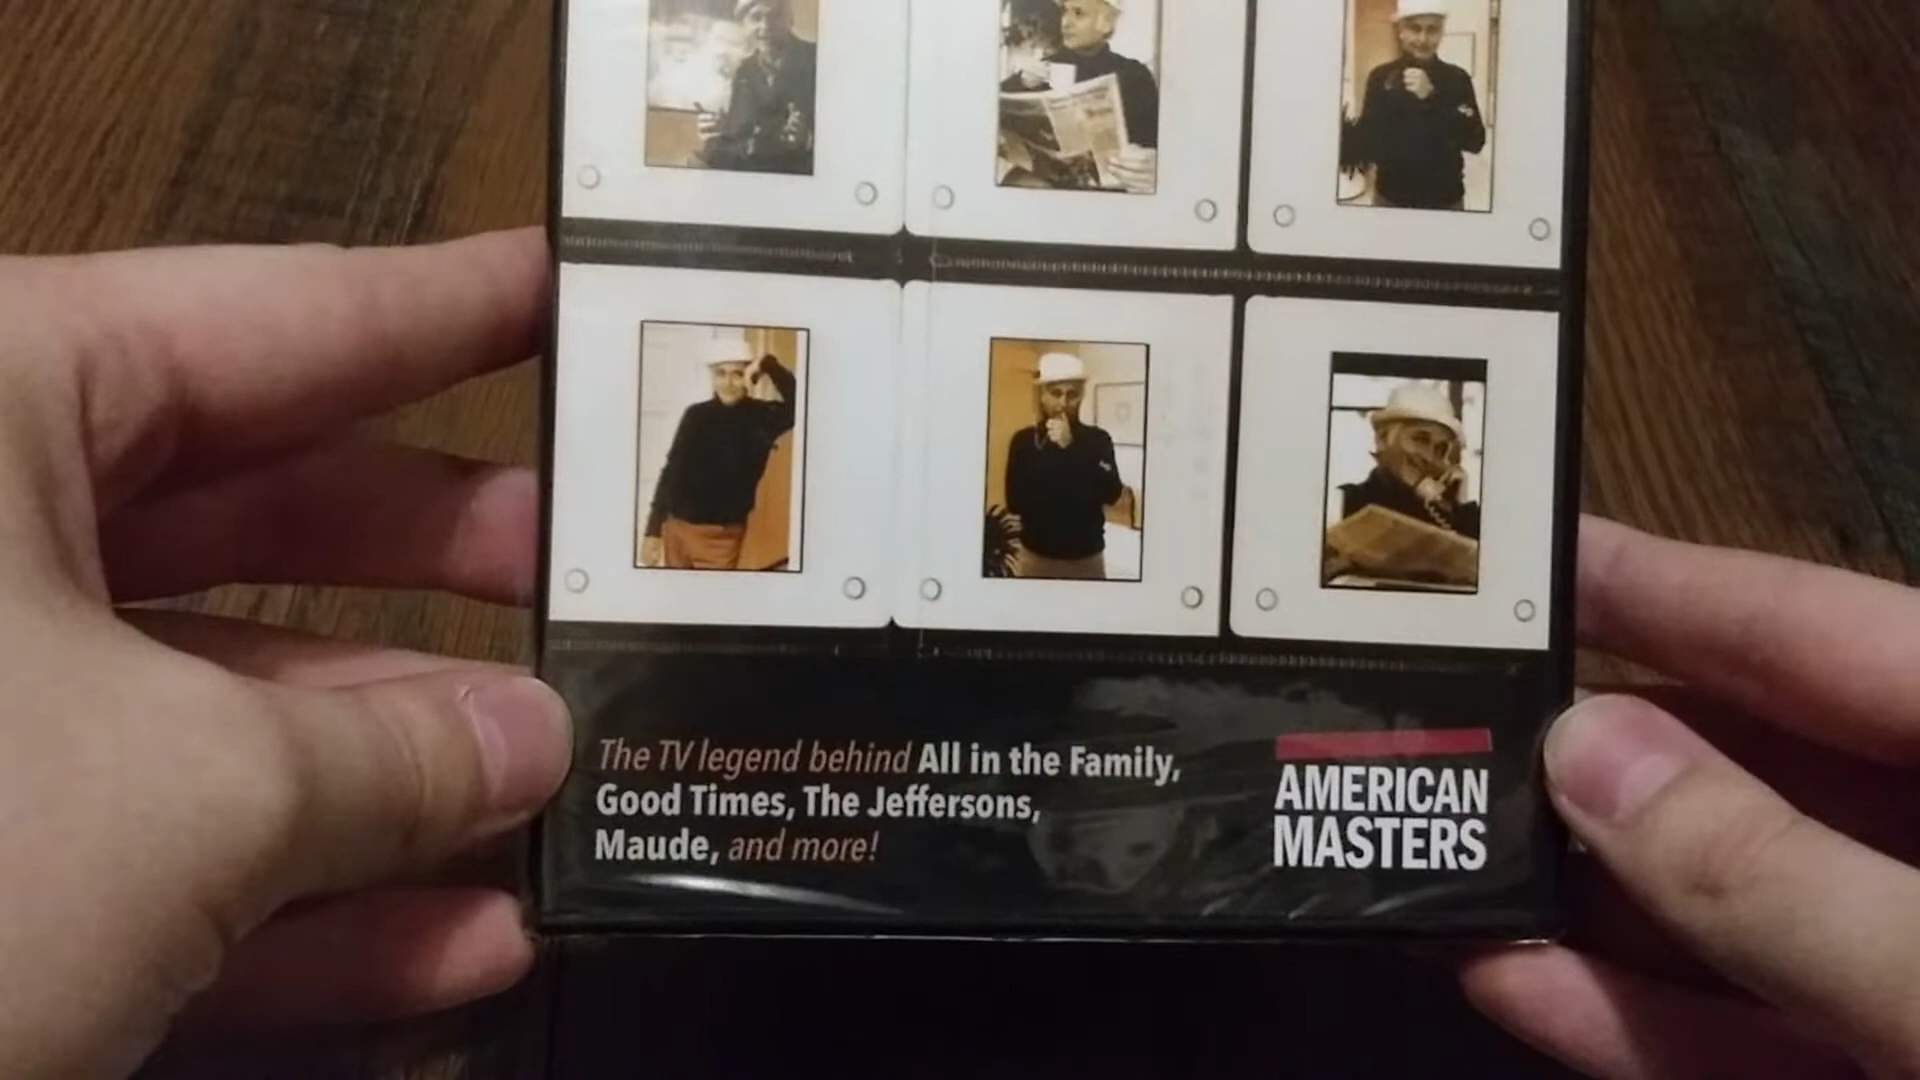 The TV legend behind All in the Family,
Good Times, The Jeffersons,
Maude, and more!
AMERICAN
MASTERS